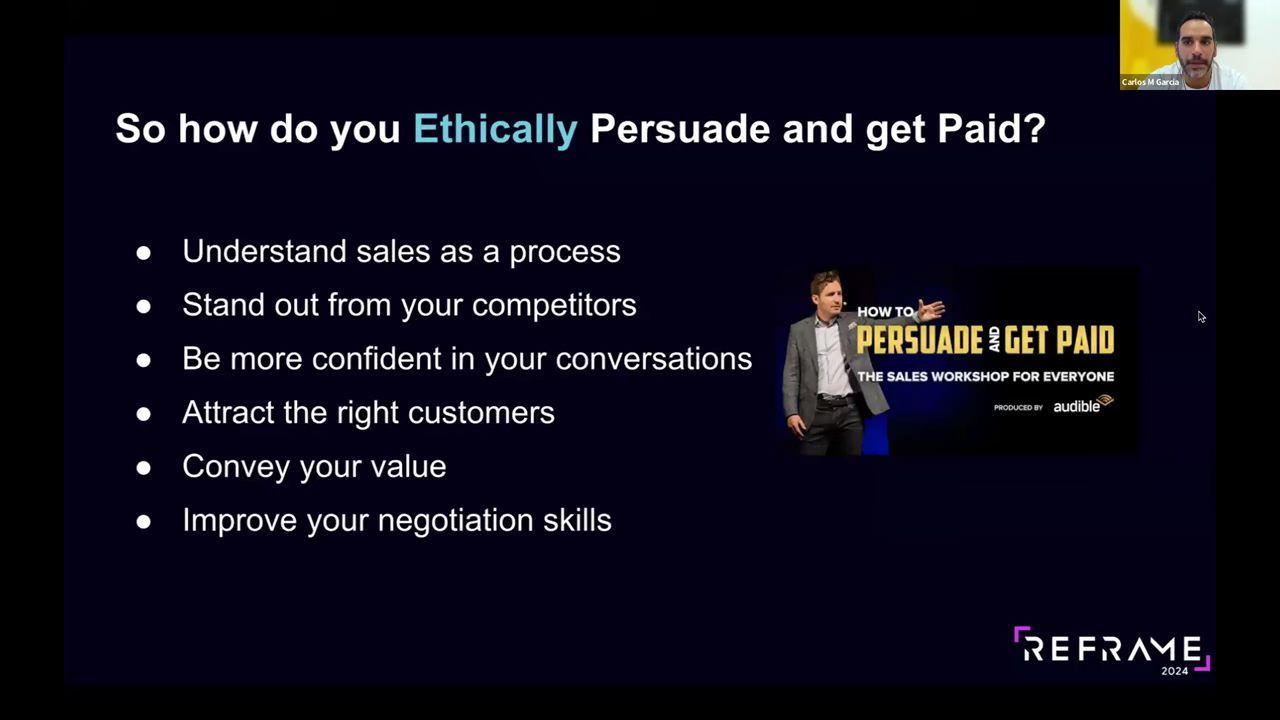 Carlos M Garcia
So how do you Ethically Persuade and get Paid?
● Understand sales as a process
● Stand out from your competitors
● Be more confident in your conversations
● Attract the right customers
● Convey your value
● Improve your negotiation skills
HOW TO
PERSUADE AND GET PAID
THE SALES WORKSHOP FOR EVERYONE
PRODUCED BY audible
REFRAME
2024